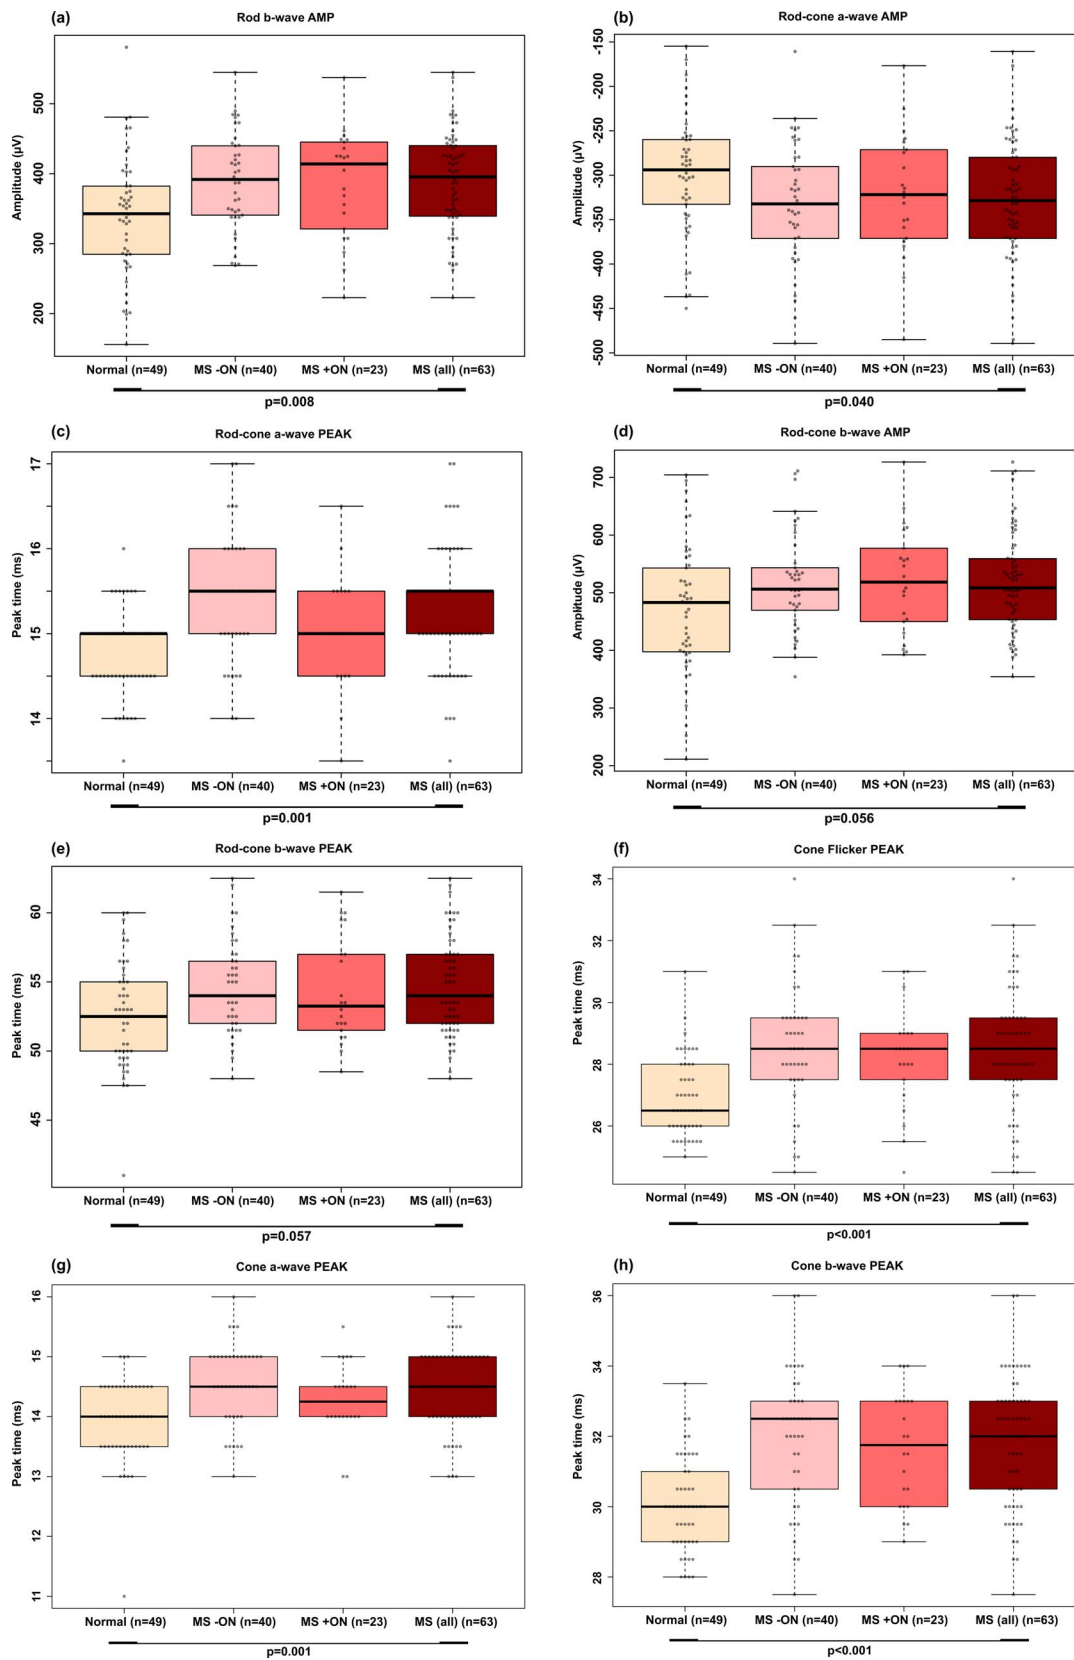 (a)
Rod b-wave AMP
Amplitude (µV)
500
400
300
200
Normal (n=49) MS -ON (n=40) MS +ON (n=23) MS (all) (n=63)
p=0.008
(b)
Rod-cone a-wave AMP
Amplitude (µV)
-150
-200
-250
-300
-350
-400
-450
-500
Normal (n=49) MS -ON (n=40) MS +ON (n=23) MS (all) (n=63)
p=0.040
(c)
Rod-cone a-wave PEAK
Peak time (ms)
17
16
15
14
Normal (n=49) MS -ON (n=40) MS +ON (n=23) MS (all) (n=63)
p=0.001
(d)
Rod-cone b-wave AMP
Amplitude (µV)
700
600
500
400
300
200
Normal (n=49) MS -ON (n=40) MS +ON (n=23) MS (all) (n=63)
p=0.056
(e)
Rod-cone b-wave PEAK
Peak time (ms)
60
55
50
45
Normal (n=49) MS -ON (n=40) MS +ON (n=23) MS (all) (n=63)
p=0.057
(f)
Cone Flicker PEAK
Peak time (ms)
34
32
30
28
26
Normal (n=49) MS -ON (n=40) MS +ON (n=23) MS (all) (n=63)
p<0.001
(g)
Cone a-wave PEAK
Peak time (ms)
16
15
14
13
12
11
Normal (n=49) MS -ON (n=40) MS +ON (n=23) MS (all) (n=63)
p=0.001
(h)
Cone b-wave PEAK
Peak time (ms)
36
34
32
30
28
Normal (n=49) MS -ON (n=40) MS +ON (n=23) MS (all) (n=63)
p<0.001